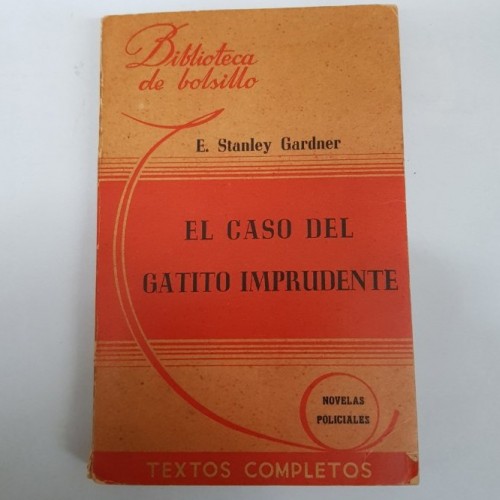 Biblioteca
de bolsillo
E. Stanley Gardner
EL CASO DEL
GATITO IMPRUDENTE
NOVELAS
POLICIALES
TEXTOS COMPLETOS